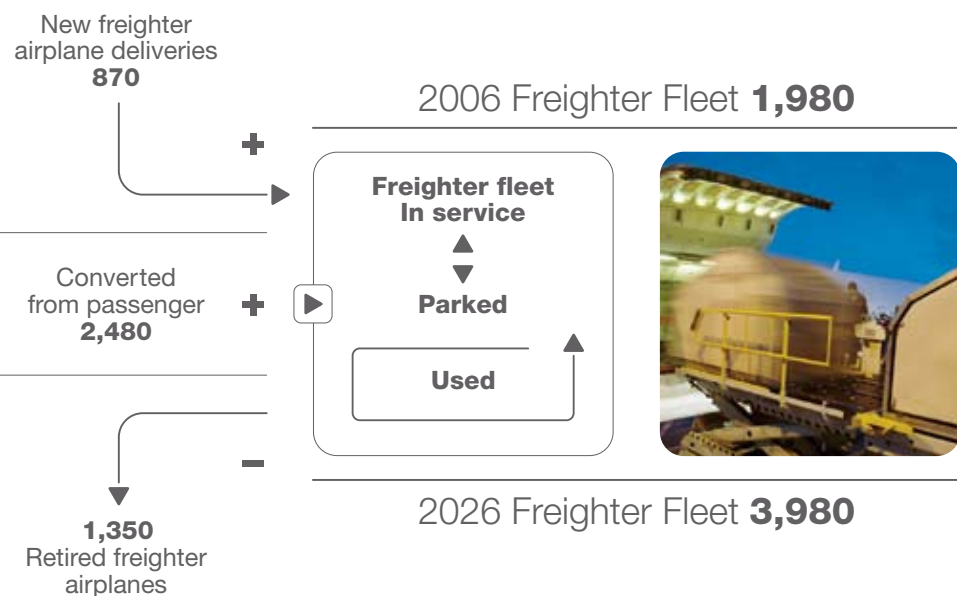 New freighter
airplane deliveries
870
2006 Freighter Fleet 1,980
+
Freighter fleet
In service
Converted
from passenger
2,480
+
Parked
Used
–
2026 Freighter Fleet 3,980
1,350
Retired freighter
airplanes